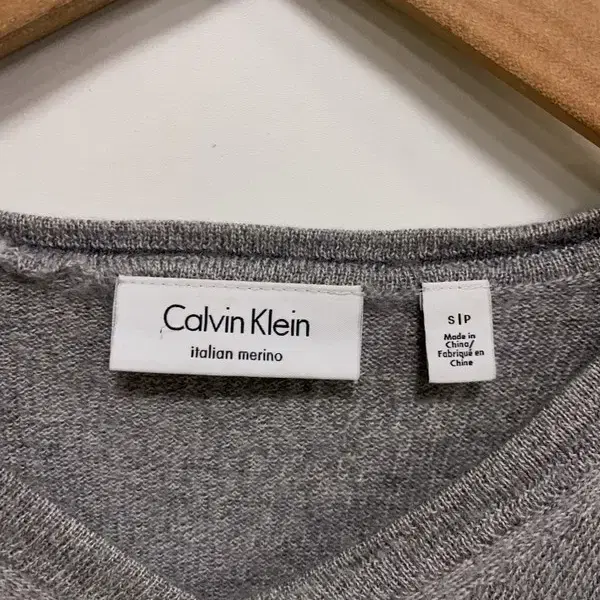 Calvin Klein
italian merino
S|P
Made in
China/
Fabriqué en
Chine